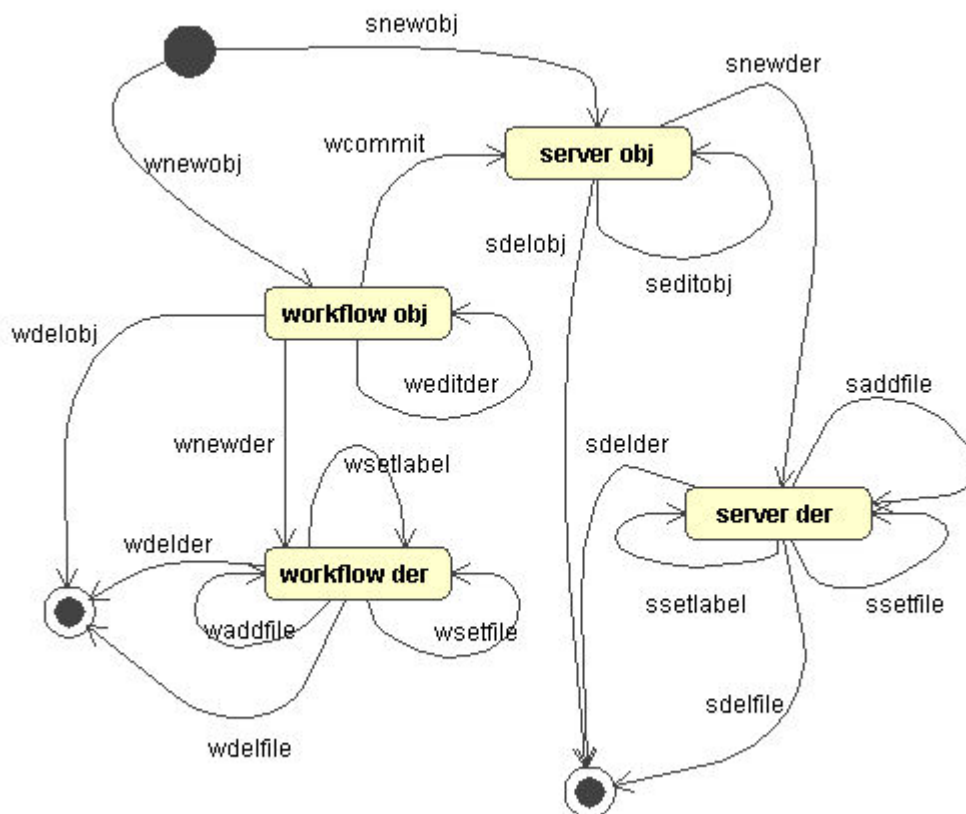 snewobj
snewder
wcommit
server obj
wnewobj
sdelobj
seditobj
workflow obj
wdelobj
weditder
saddfile
wnewder
sdelder
wsetlabel
server der
wdelder
workflow der
ssetlabel
ssetfile
waddfile
wsetfile
sdelfile
wdelfile